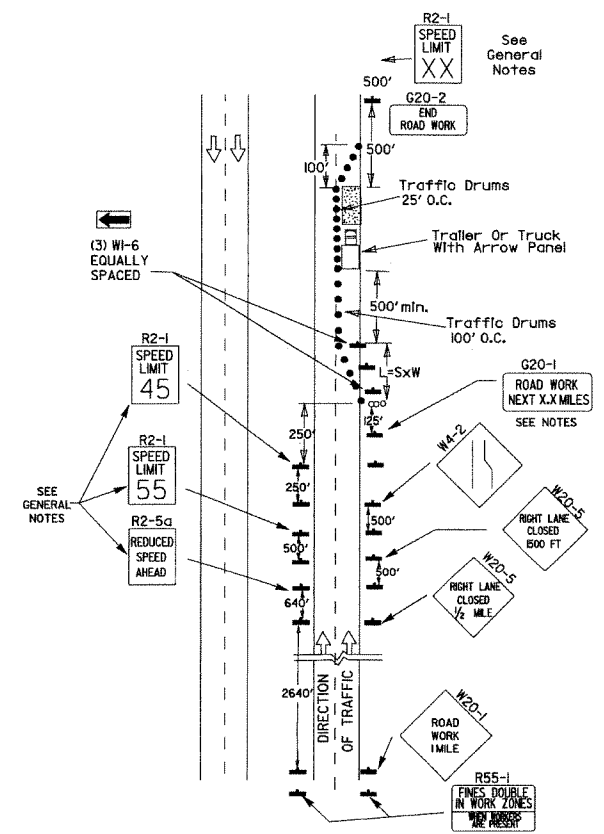 R2-1
SPEED
LIMIT
XX
See
General
Notes
500'
G20-2
END
ROAD WORK
500'
100'
Traffic Drums
25' O.C.
Trailer Or Truck
With Arrow Panel
(3) W1-6
EQUALLY
SPACED
500' min.
Traffic Drums
100' O.C.
R2-1
SPEED
LIMIT
45
L=SxW
G20-1
ROAD WORK
NEXT X.X MILES
SEE NOTES
125'
250'
W4-2
R2-1
SPEED
LIMIT
55
250'
SEE
GENERAL
NOTES
500'
W20-5
RIGHT LANE
CLOSED
1500 FT
R2-5a
REDUCED
SPEED
AHEAD
500'
500'
W20-5
RIGHT LANE
CLOSED
1/2 MILE
640'
2640'
DIRECTION
OF TRAFFIC
W20-1
ROAD
WORK
1 MILE
R55-1
FINES DOUBLE
IN WORK ZONES
WHEN WORKERS
ARE PRESENT